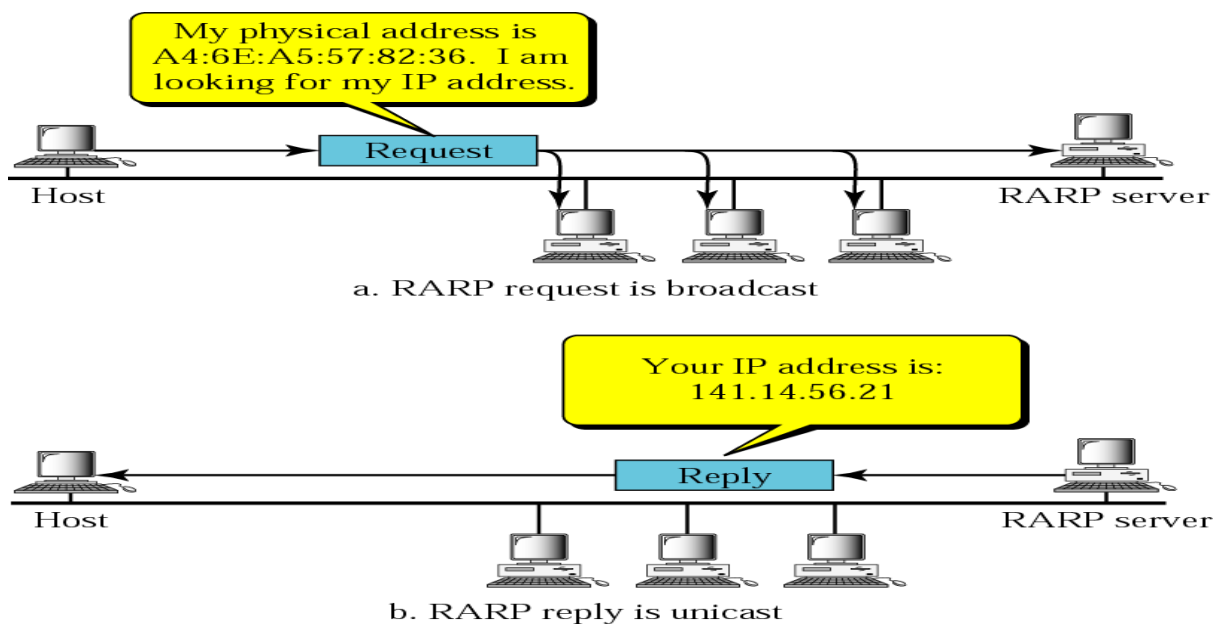 My physical address is
A4:6E:A5:57:82:36. I am
looking for my IP address.
Request
Host
RARP server
a. RARP request is broadcast
Your IP address is:
141.14.56.21
Reply
Host
RARP server
b. RARP reply is unicast